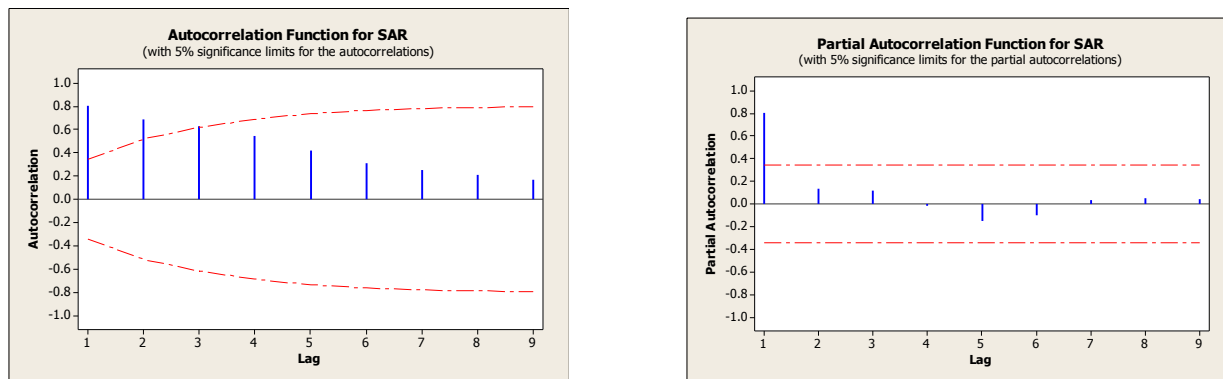 Autocorrelation Function for SAR
(with 5% significance limits for the autocorrelations)
Autocorrelation
1.0
0.8
0.6
0.4
0.2
0.0
-0.2
-0.4
-0.6
-0.8
-1.0
1 2 3 4 5 6 7 8 9
Lag
Partial Autocorrelation Function for SAR
(with 5% significance limits for the partial autocorrelations)
Partial Autocorrelation
1.0
0.8
0.6
0.4
0.2
0.0
-0.2
-0.4
-0.6
-0.8
-1.0
1 2 3 4 5 6 7 8 9
Lag